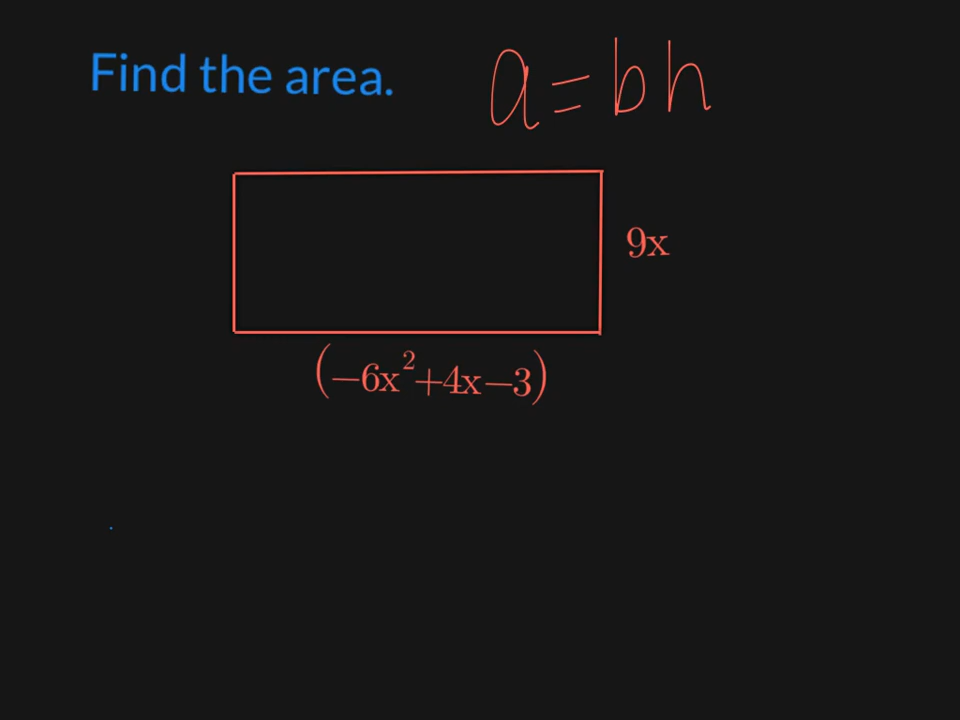 Find the area.
a = bh
9x
(−6x²+4x−3)